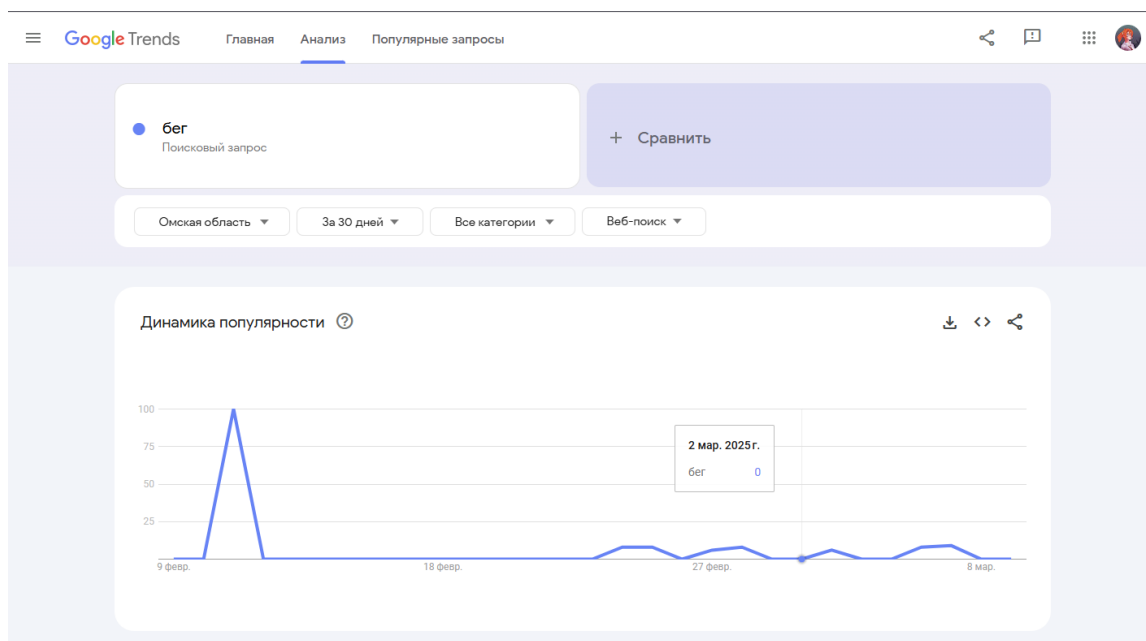 Google Trends Главная Анализ Популярные запросы
бег
Поисковый запрос
+ Сравнить
Омская область За 30 дней Все категории Веб-поиск
Динамика популярности
100
75
50
25
2 мар. 2025 г.
бег 0
9 февр. 18 февр. 27 февр. 8 мар.